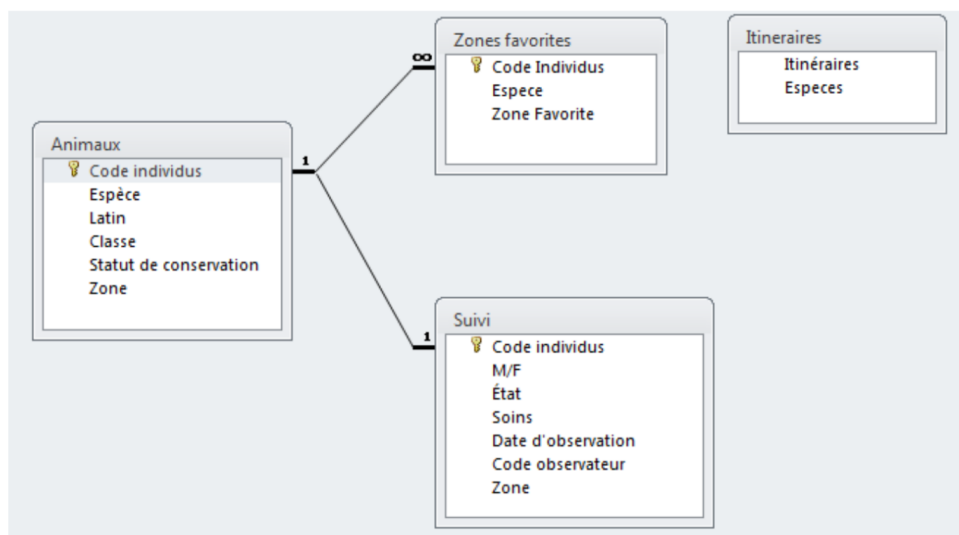 Animaux
Code individus
Espèce
Latin
Classe
Statut de conservation
Zone
1
∞
Zones favorites
Code Individus
Espece
Zone Favorite
1
Suivi
Code individus
M/F
État
Soins
Date d'observation
Code observateur
Zone
Itineraires
Itinéraires
Especes